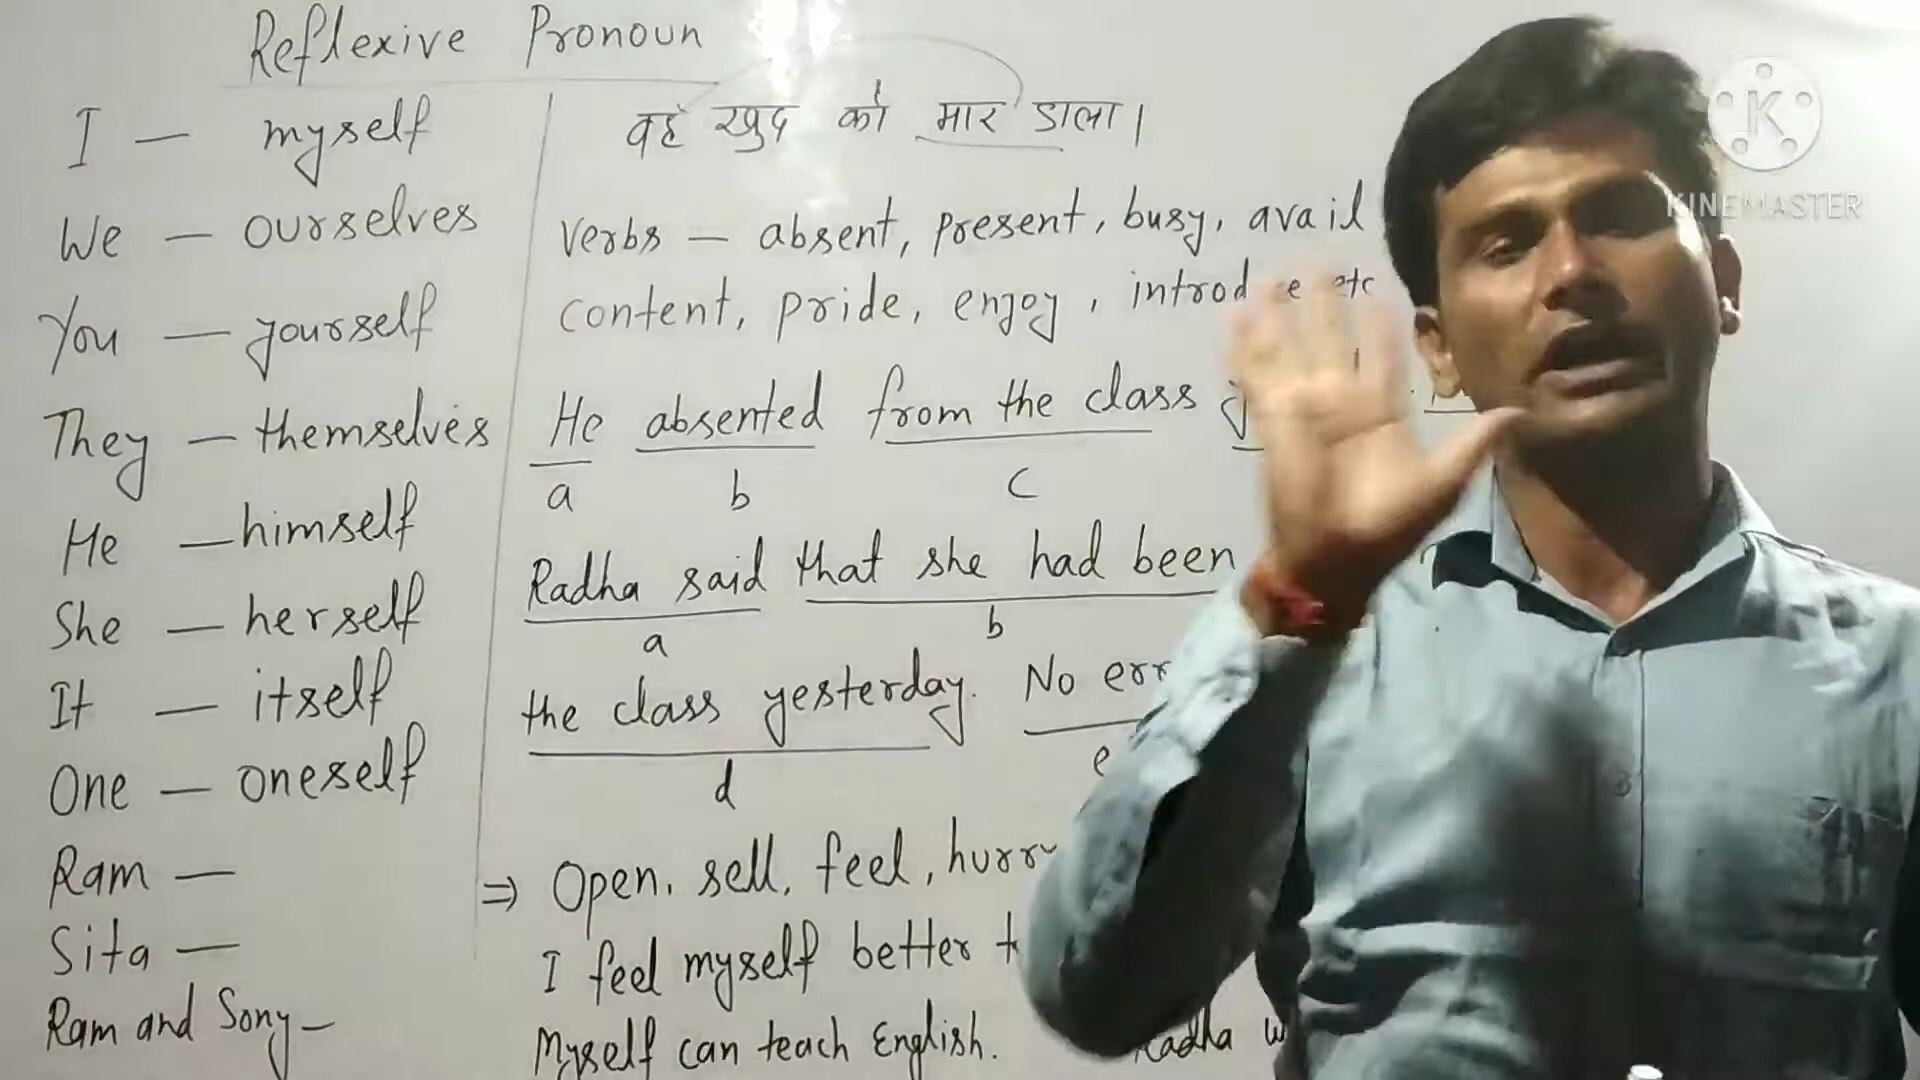 Reflexive Pronoun
I — myself
We — ourselves
You — yourself
They — themselves
He — himself
She — herself
It — itself
One — oneself
Ram —
Sita —
Ram and Sony —
वह खुद को मार डाला।
Verbs — absent, present, busy, avail
content, pride, enjoy, introd e etc
He absented from the class
a b c
Radha said that she had been
a b
the class yesterday. No err
d e
⇒ Open, sell, feel, hurry
I feel myself better
Myself can teach English. Radha w
K
KINEMASTER